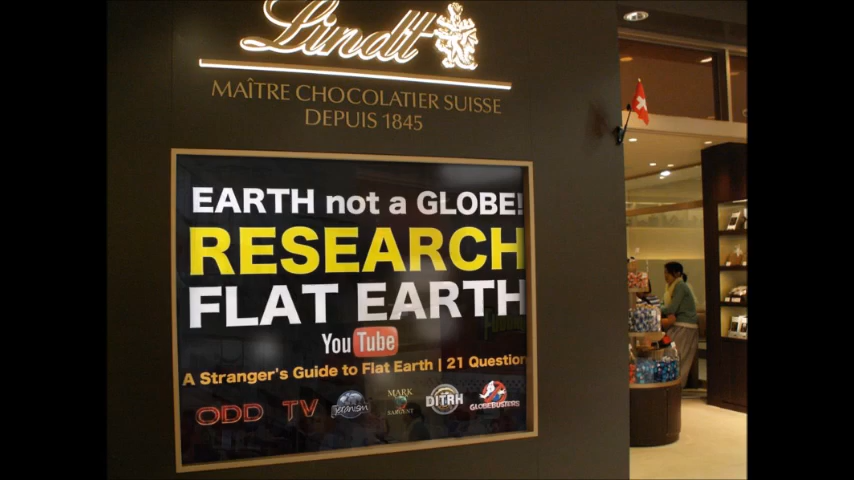 Lindt
MAÎTRE CHOCOLATIER SUISSE
DEPUIS 1845
EARTH not a GLOBE!
RESEARCH
FLAT EARTH
YouTube
A Stranger's Guide to Flat Earth | 21 Question
ODD TV
jeranism
MARK
SARGENT
DITRH
GLOBEBUSTERS